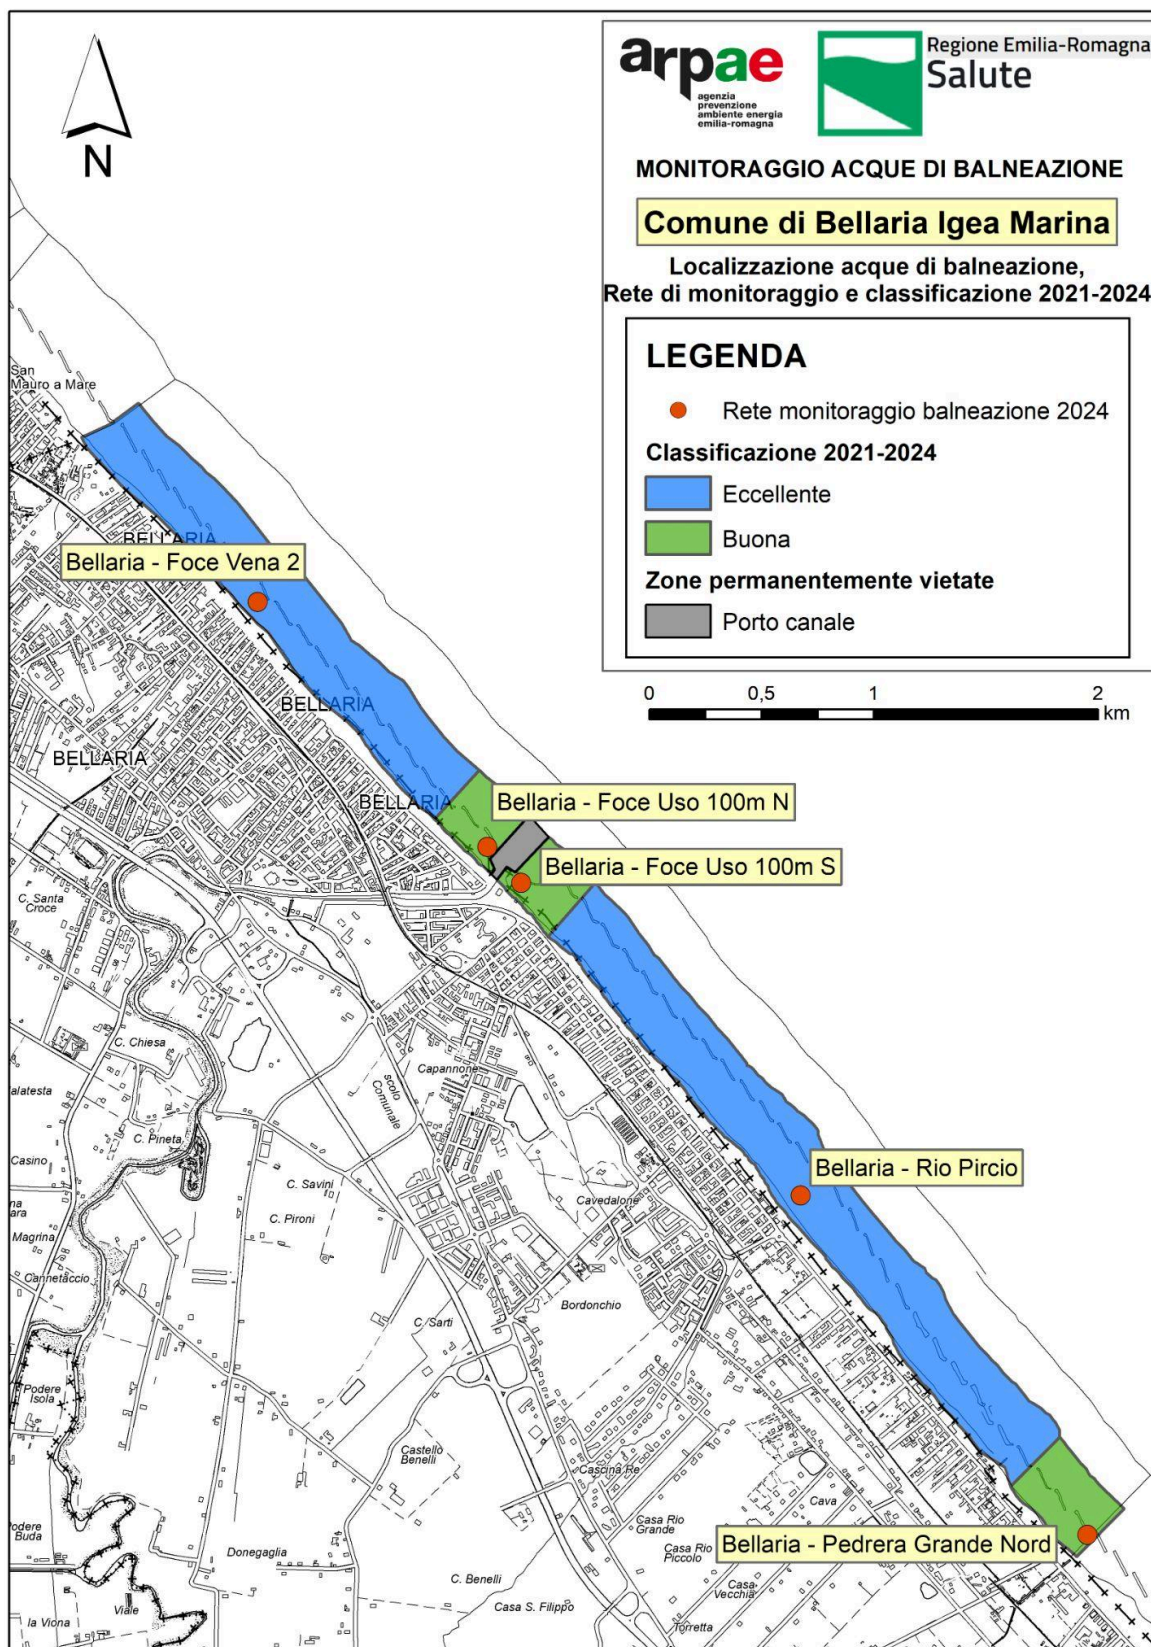 arpae
agenzia
prevenzione
ambiente energia
emilia-romagna
Regione Emilia-Romagna
Salute
MONITORAGGIO ACQUE DI BALNEAZIONE
Comune di Bellaria Igea Marina
Localizzazione acque di balneazione,
Rete di monitoraggio e classificazione 2021-2024
LEGENDA
Rete monitoraggio balneazione 2024
Classificazione 2021-2024
Eccellente
Buona
Zone permanentemente vietate
Porto canale
0 0,5 1 2
km
N
San
Mauro a Mare
BELLARIA
Bellaria - Foce Vena 2
BELLARIA
BELLARIA
BELLARIA
Bellaria - Foce Uso 100m N
Bellaria - Foce Uso 100m S
C. Santa
Croce
C. Chiesa
Capannone
scolo
Comunale
alatesta
C. Pineta
Casino
C. Savini
Bellaria - Rio Pircio
na
ara
Magrina
C. Pironi
Cavedalone
Cannetaccio
Bordonchio
C. Sarti
Podere
Isola
Castello
Benelli
Cascina Re
Cava
Casa Rio
Grande
Casa Rio
Piccolo
Bellaria - Pedrera Grande Nord
Podere
Buda
Donegaglia
C. Benelli
Casa
Vecchia
Casa S. Filippo
Viale
la Viona
Torretta